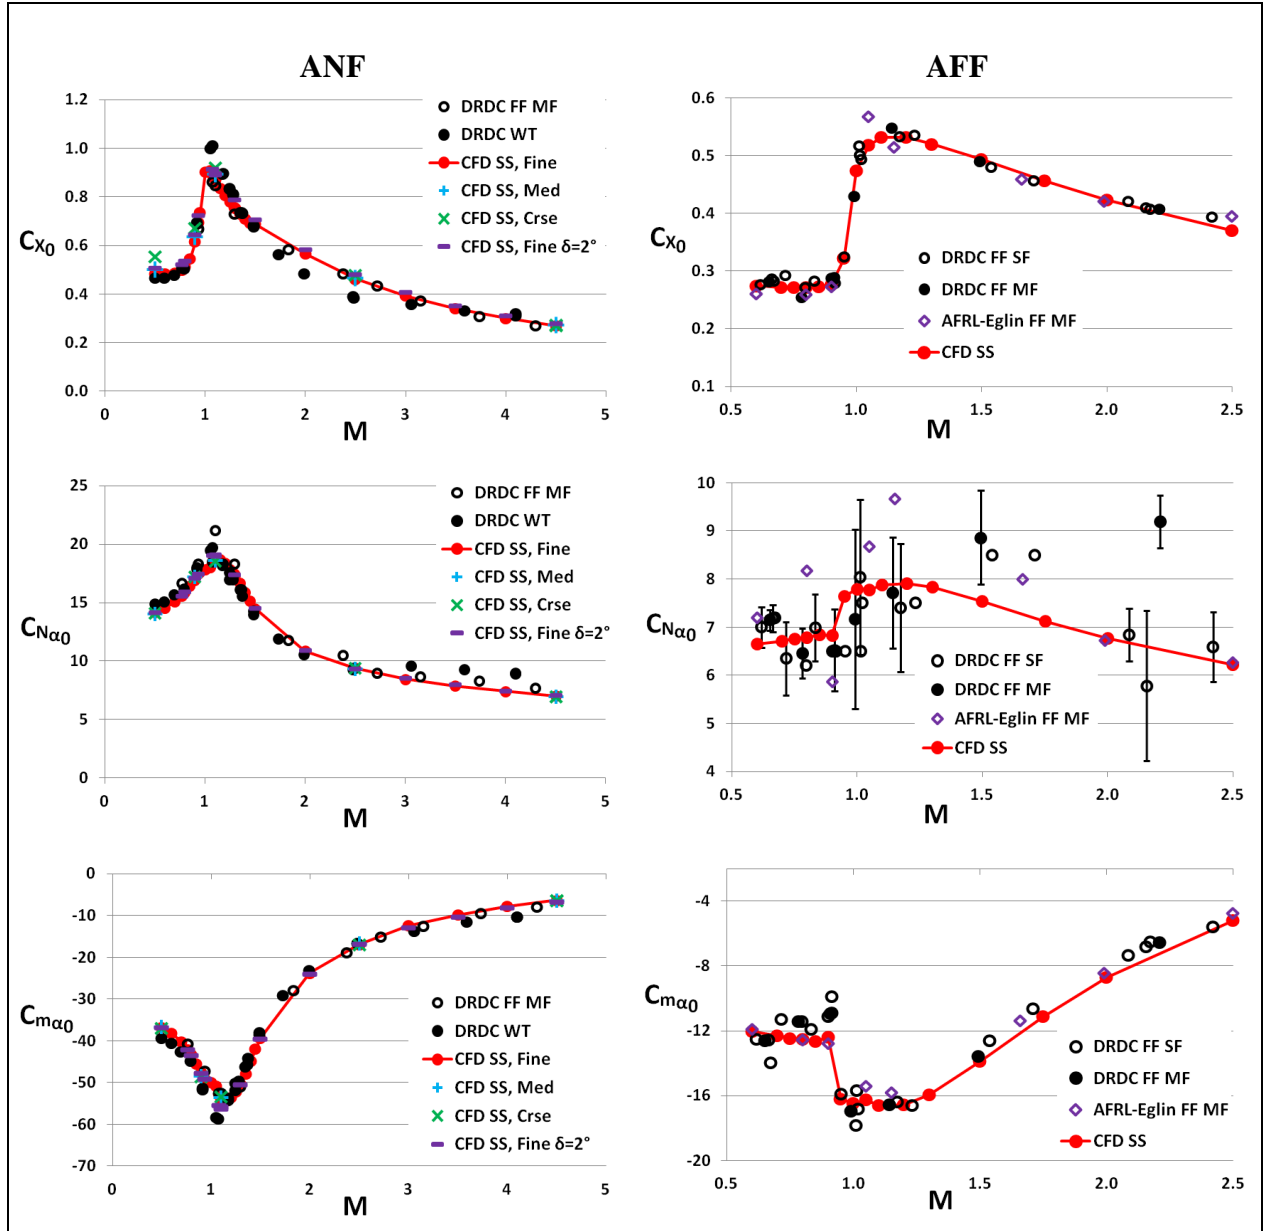 ANF
AFF
1.2
1.0
0.8
0.6
0.4
0.2
0.0
CX0
0 1 2 3 4 5
M
DRDC FF MF
DRDC WT
CFD SS, Fine
CFD SS, Med
CFD SS, Crse
CFD SS, Fine δ=2°
0.6
0.5
0.4
0.3
0.2
0.1
CX0
0.5 1.0 1.5 2.0 2.5
M
DRDC FF SF
DRDC FF MF
AFRL-Eglin FF MF
CFD SS
25
20
15
10
5
0
CNα0
0 1 2 3 4 5
M
DRDC FF MF
DRDC WT
CFD SS, Fine
CFD SS, Med
CFD SS, Crse
CFD SS, Fine δ=2°
10
9
8
7
6
5
4
CNα0
0.5 1.0 1.5 2.0 2.5
M
DRDC FF SF
DRDC FF MF
AFRL-Eglin FF MF
CFD SS
0
-10
-20
-30
-40
-50
-60
-70
Cmα0
0 1 2 3 4 5
M
DRDC FF MF
DRDC WT
CFD SS, Fine
CFD SS, Med
CFD SS, Crse
CFD SS, Fine δ=2°
-4
-8
-12
-16
-20
Cmα0
0.5 1.0 1.5 2.0 2.5
M
DRDC FF SF
DRDC FF MF
AFRL-Eglin FF MF
CFD SS